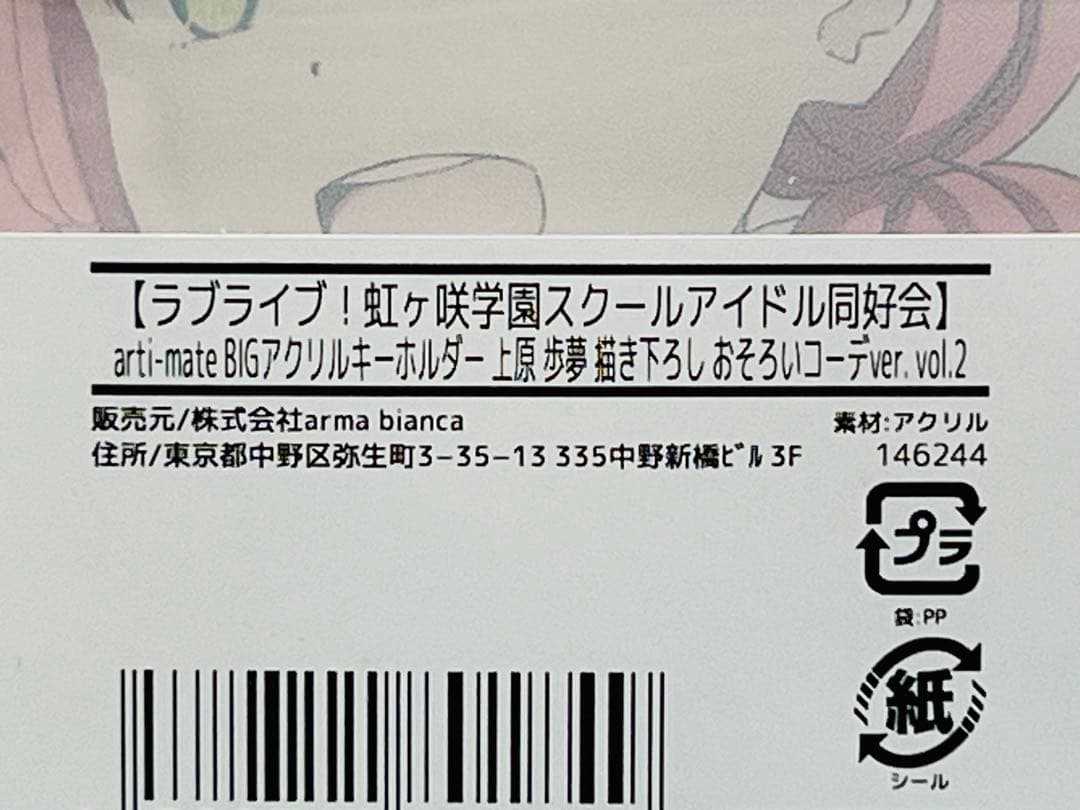 【ラブライブ！虹ヶ咲学園スクールアイドル同好会】
arti-mate BIGアクリルキーホルダー 上原 歩夢 描き下ろし おそろいコーデver. vol.2
販売元/株式会社arma bianca
素材:アクリル
住所/東京都中野区弥生町3-35-13 335中野新橋ﾋﾞﾙ 3F
146244
プラ
袋:PP
紙
シール